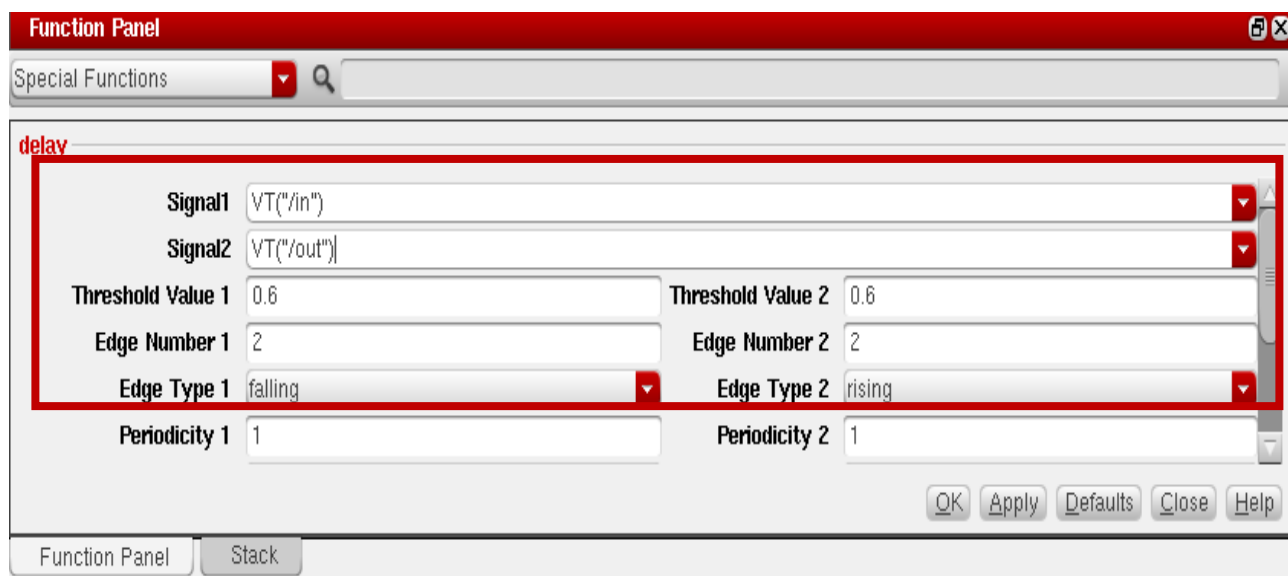 Function Panel
Special Functions
delay
Signal1 VT("/in")
Signal2 VT("/out")
Threshold Value 1 0.6 Threshold Value 2 0.6
Edge Number 1 2 Edge Number 2 2
Edge Type 1 falling Edge Type 2 rising
Periodicity 1 1 Periodicity 2 1
OK Apply Defaults Close Help
Function Panel Stack